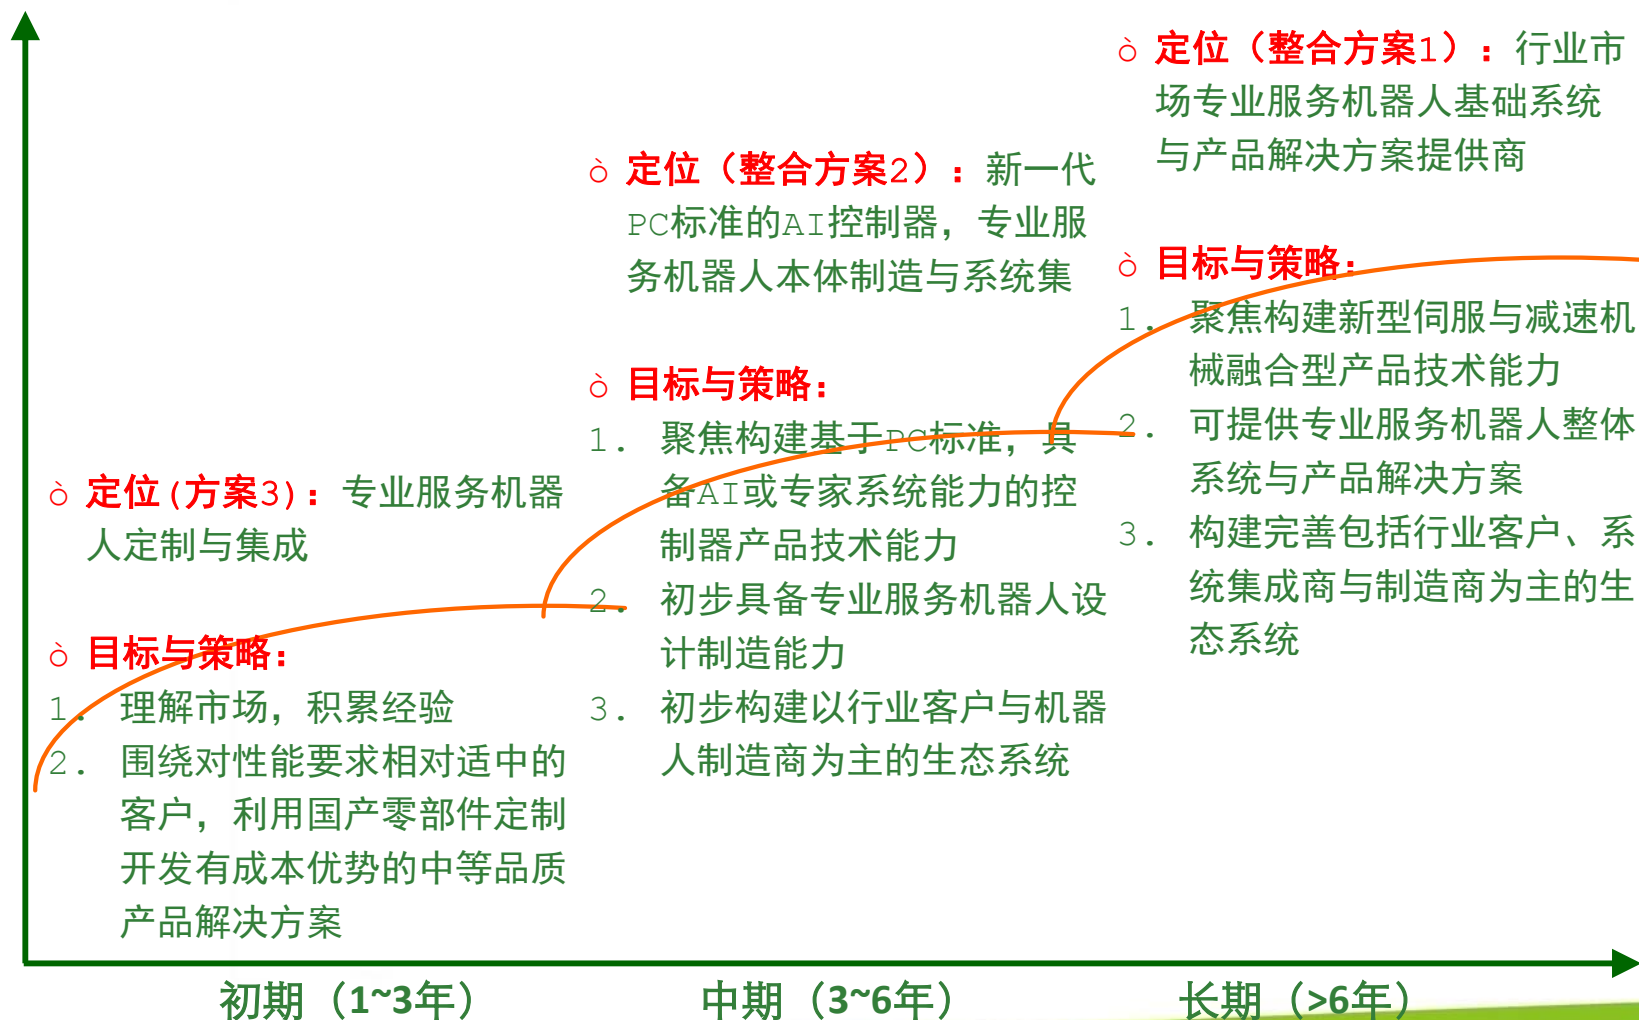 ò 定位(方案3)：专业服务机器
人定制与集成
ò 目标与策略：
1. 理解市场，积累经验
2. 围绕对性能要求相对适中的
客户，利用国产零部件定制
开发有成本优势的中等品质
产品解决方案
ò 定位（整合方案2）：新一代
PC标准的AI控制器，专业服
务机器人本体制造与系统集
ò 目标与策略：
1. 聚焦构建基于PC标准，具
备AI或专家系统能力的控
制器产品技术能力
2. 初步具备专业服务机器人设
计制造能力
3. 初步构建以行业客户与机器
人制造商为主的生态系统
ò 定位（整合方案1）：行业市
场专业服务机器人基础系统
与产品解决方案提供商
ò 目标与策略：
1. 聚焦构建新型伺服与减速机
械融合型产品技术能力
2. 可提供专业服务机器人整体
系统与产品解决方案
3. 构建完善包括行业客户、系
统集成商与制造商为主的生
态系统
初期（1~3年）
中期（3~6年）
长期（>6年）